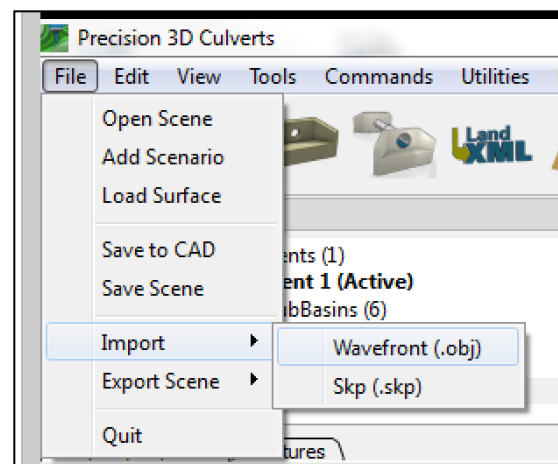 Precision 3D Culverts
File Edit View Tools Commands Utilities
Open Scene
Add Scenario
Land
XML
Load Surface
Save to CAD
ents (1)
Save Scene
ent 1 (Active)
ubBasins (6)
Import
Wavefront (.obj)
Export Scene
Skp (.skp)
Quit
tures